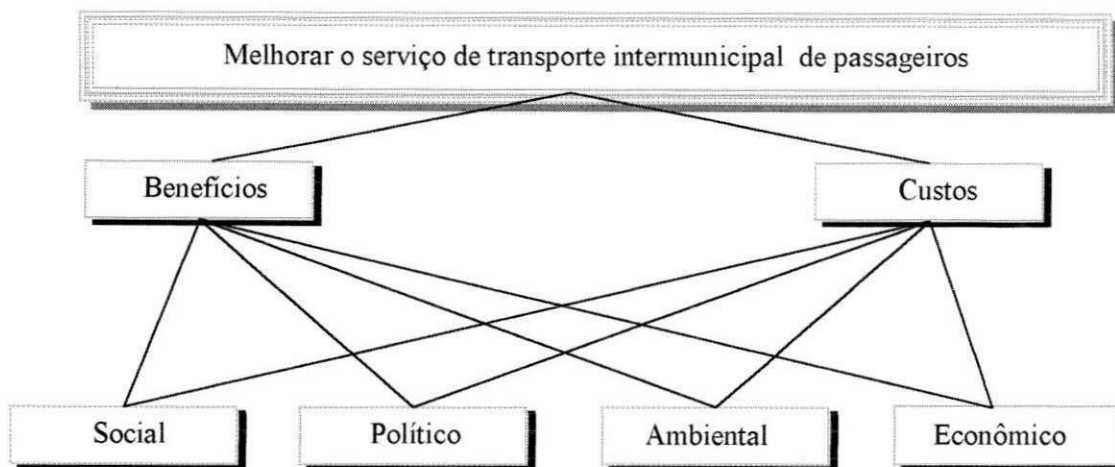 Melhorar o serviço de transporte intermunicipal de passageiros
Benefícios
Custos
Social
Político
Ambiental
Econômico